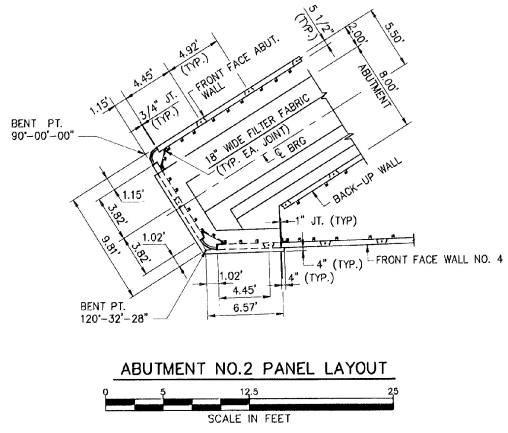 5 1/2"
(TYP.)
2.00'
5.50'
8.00'
ABUTMENT
4.92'
(TYP.)
4.45'
1.15'
3/4" JT.
(TYP.)
FRONT FACE ABUT.
WALL
BENT PT.
90°-00'-00"
18" WIDE FILTER FABRIC
(TYP. EA. JOINT)
℄ BRG
BACK-UP WALL
1.15'
3.82'
9.81'
3.82'
1.02'
1" JT. (TYP)
4" (TYP.)
FRONT FACE WALL NO. 4
4" (TYP.)
1.02'
4.45'
6.57'
BENT PT.
120°-32'-28"
ABUTMENT NO.2 PANEL LAYOUT
0 5 12.5 25
SCALE IN FEET